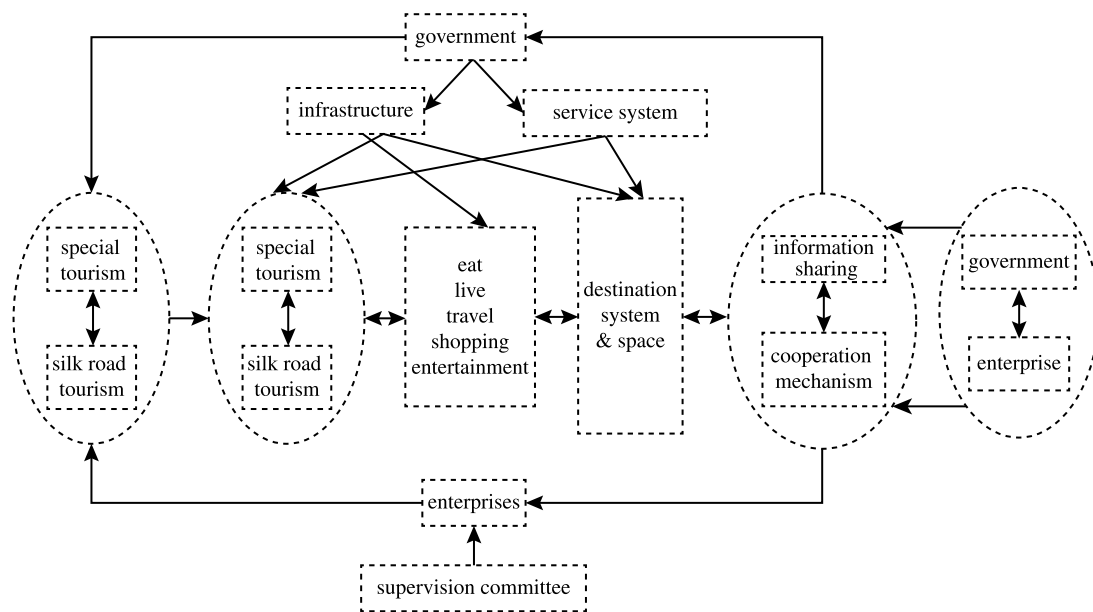 government
infrastructure
service system
special
tourism
silk road
tourism
special
tourism
silk road
tourism
eat
live
travel
shopping
entertainment
destination
system
& space
information
sharing
cooperation
mechanism
government
enterprise
enterprises
supervision committee